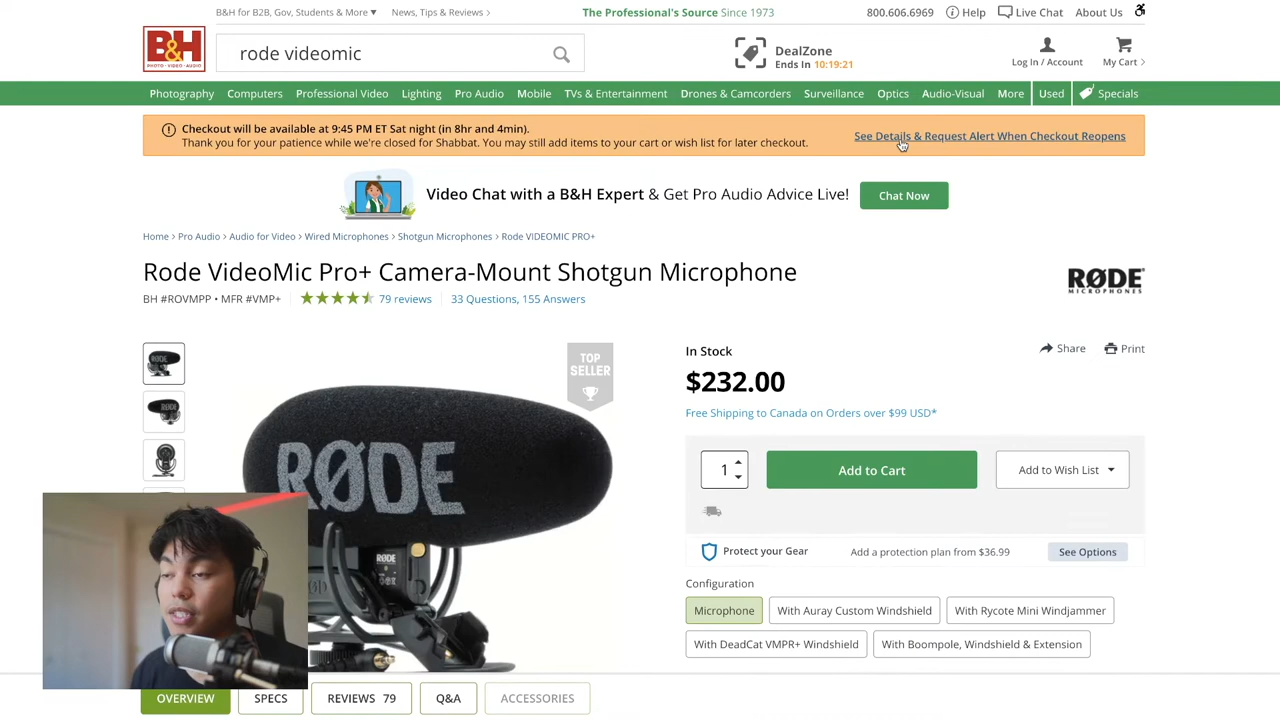 B&H for B2B, Gov, Students & More
News, Tips & Reviews >
The Professional's Source Since 1973
800.606.6969
Help
Live Chat
About Us
B&H
PHOTO · VIDEO · AUDIO
rode videomic
DealZone
Ends In 10:19:21
Log In / Account
My Cart >
Photography
Computers
Professional Video
Lighting
Pro Audio
Mobile
TVs & Entertainment
Drones & Camcorders
Surveillance
Optics
Audio-Visual
More
Used
Specials
Checkout will be available at 9:45 PM ET Sat night (in 8hr and 4min).
Thank you for your patience while we're closed for Shabbat. You may still add items to your cart or wish list for later checkout.
See Details & Request Alert When Checkout Reopens
Video Chat with a B&H Expert & Get Pro Audio Advice Live!
Chat Now
Home > Pro Audio > Audio for Video > Wired Microphones > Shotgun Microphones > Rode VIDEOMIC PRO+
Rode VideoMic Pro+ Camera-Mount Shotgun Microphone
BH #ROVMPP • MFR #VMP+
79 reviews
33 Questions, 155 Answers
RØDE
MICROPHONES
TOP
SELLER
RØDE
RØDE
In Stock
Share
Print
$232.00
Free Shipping to Canada on Orders over $99 USD*
1
Add to Cart
Add to Wish List
Protect your Gear
Add a protection plan from $36.99
See Options
Configuration
Microphone
With Auray Custom Windshield
With Rycote Mini Windjammer
With DeadCat VMPR+ Windshield
With Boompole, Windshield & Extension
OVERVIEW
SPECS
REVIEWS 79
Q&A
ACCESSORIES